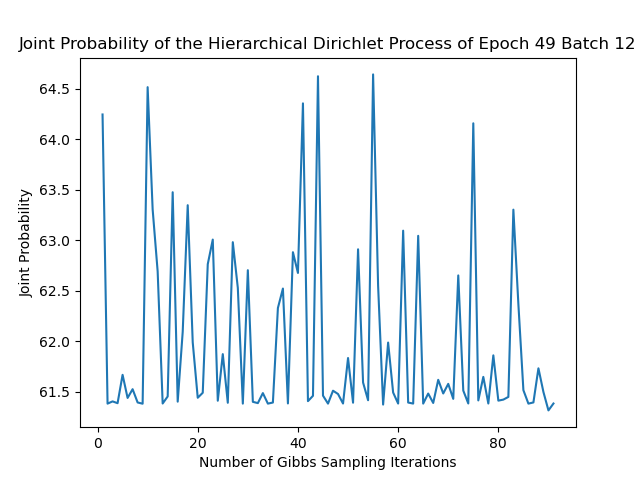 Joint Probability of the Hierarchical Dirichlet Process of Epoch 49 Batch 12
64.5
64.0
63.5
63.0
62.5
62.0
61.5
Joint Probability
0 20 40 60 80
Number of Gibbs Sampling Iterations